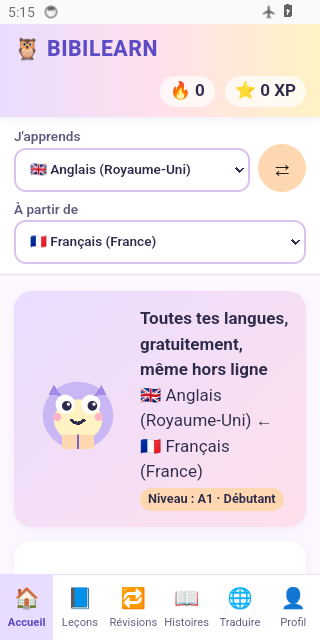 5:15
BIBILEARN
0
0 XP
J'apprends
Anglais (Royaume-Uni)
À partir de
Français (France)
Toutes tes langues,
gratuitement,
même hors ligne
Anglais
(Royaume-Uni) ←
Français
(France)
Niveau : A1 · Débutant
Accueil
Leçons
Révisions
Histoires
Traduire
Profil